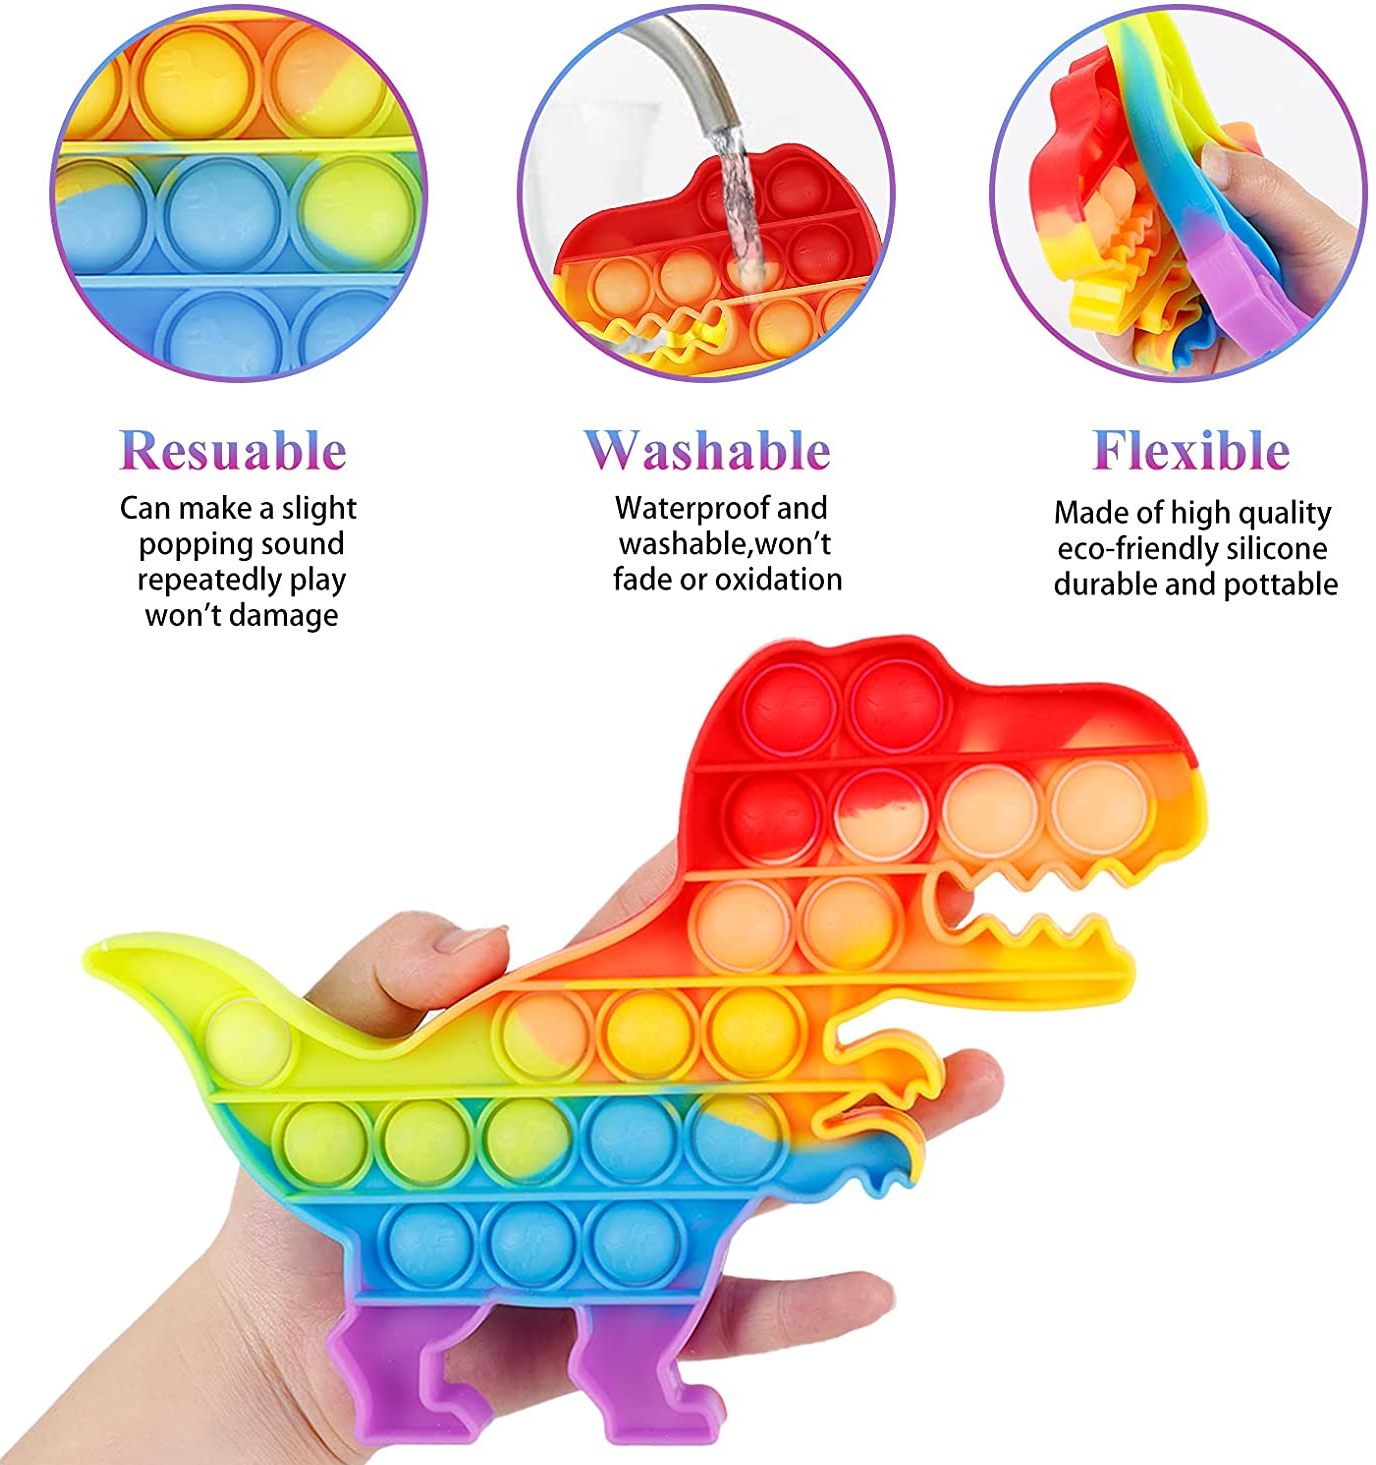 Resuable
Can make a slight
popping sound
repeatedly play
won't damage
Washable
Waterproof and
washable,won't
fade or oxidation
Flexible
Made of high quality
eco-friendly silicone
durable and pottable